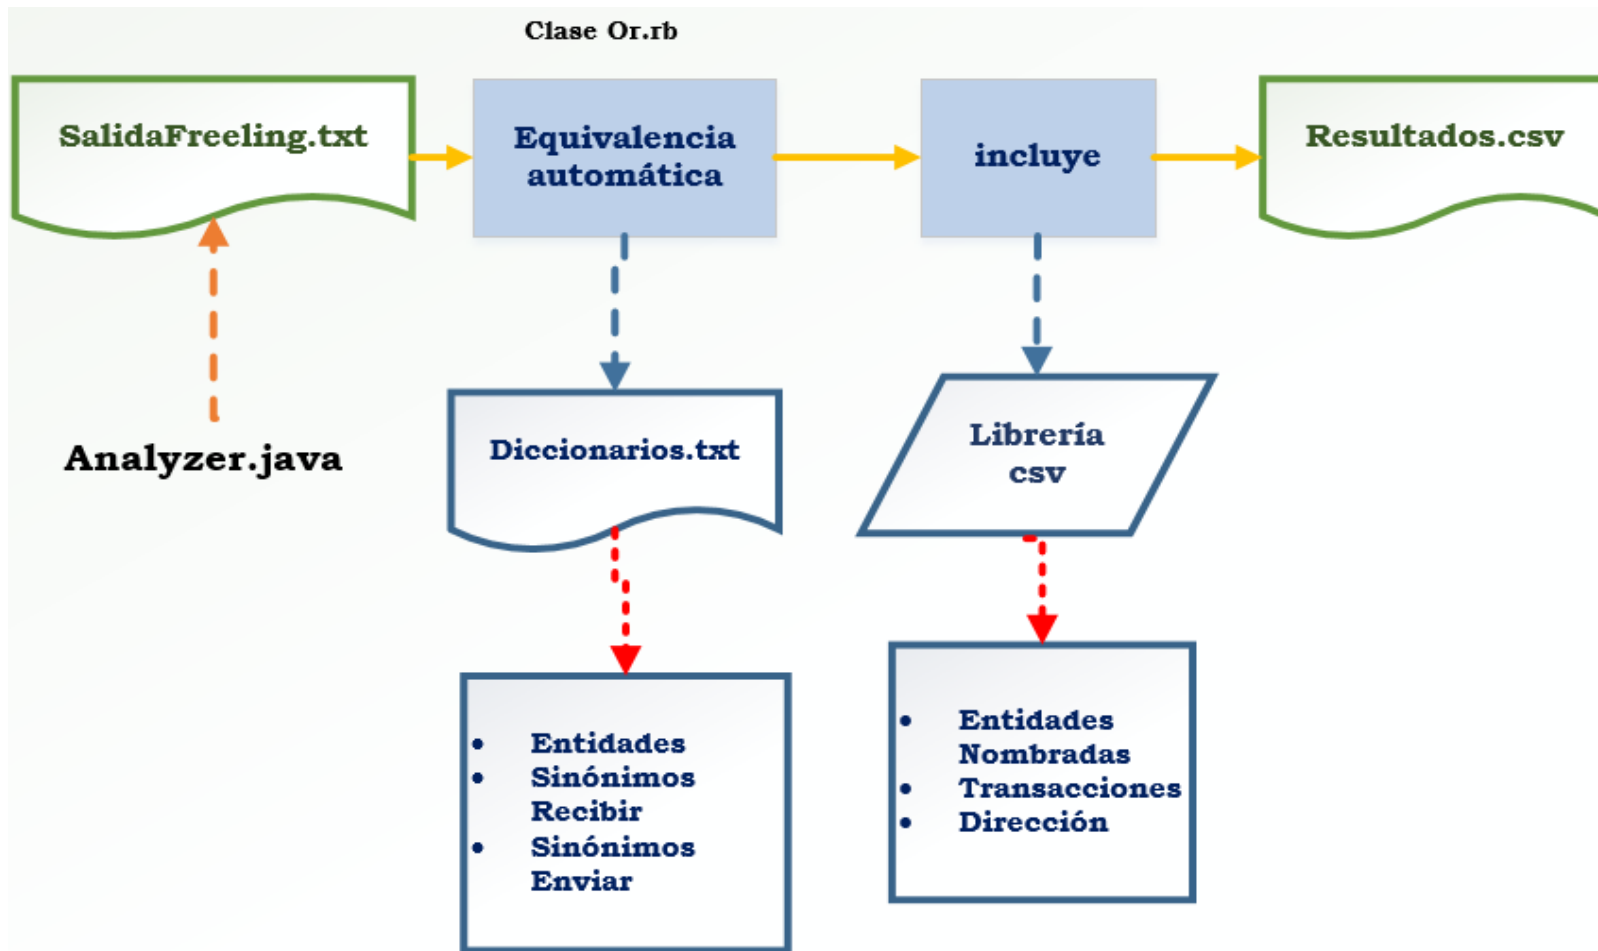 Clase Or.rb
SalidaFreeling.txt
Equivalencia
automática
incluye
Resultados.csv
Analyzer.java
Diccionarios.txt
Librería
csv
• Entidades
• Sinónimos
Recibir
• Sinónimos
Enviar
• Entidades
Nombradas
• Transacciones
• Dirección